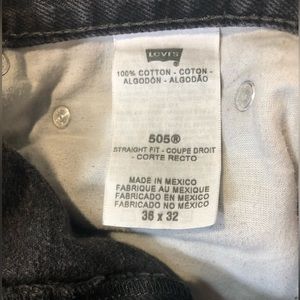 LEVI'S
100% COTTON - COTON -
ALGODÓN - ALGODÃO
505®
STRAIGHT FIT - COUPE DROIT
- CORTE RECTO
MADE IN MEXICO
FABRIQUE AU MEXIQUE
FABRICADO EN MEXICO
FABRICADO NO MÉXICO
36 x 32